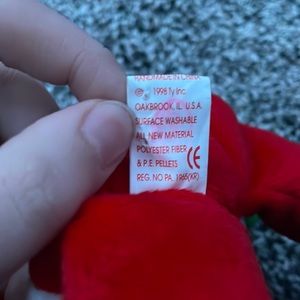 HANDMADE IN CHINA
© 1998 Ty Inc.
OAKBROOK, IL U.S.A.
SURFACE WASHABLE
ALL NEW MATERIAL
POLYESTER FIBER
& P.E. PELLETS CE
REG. NO PA. 1965(KR)